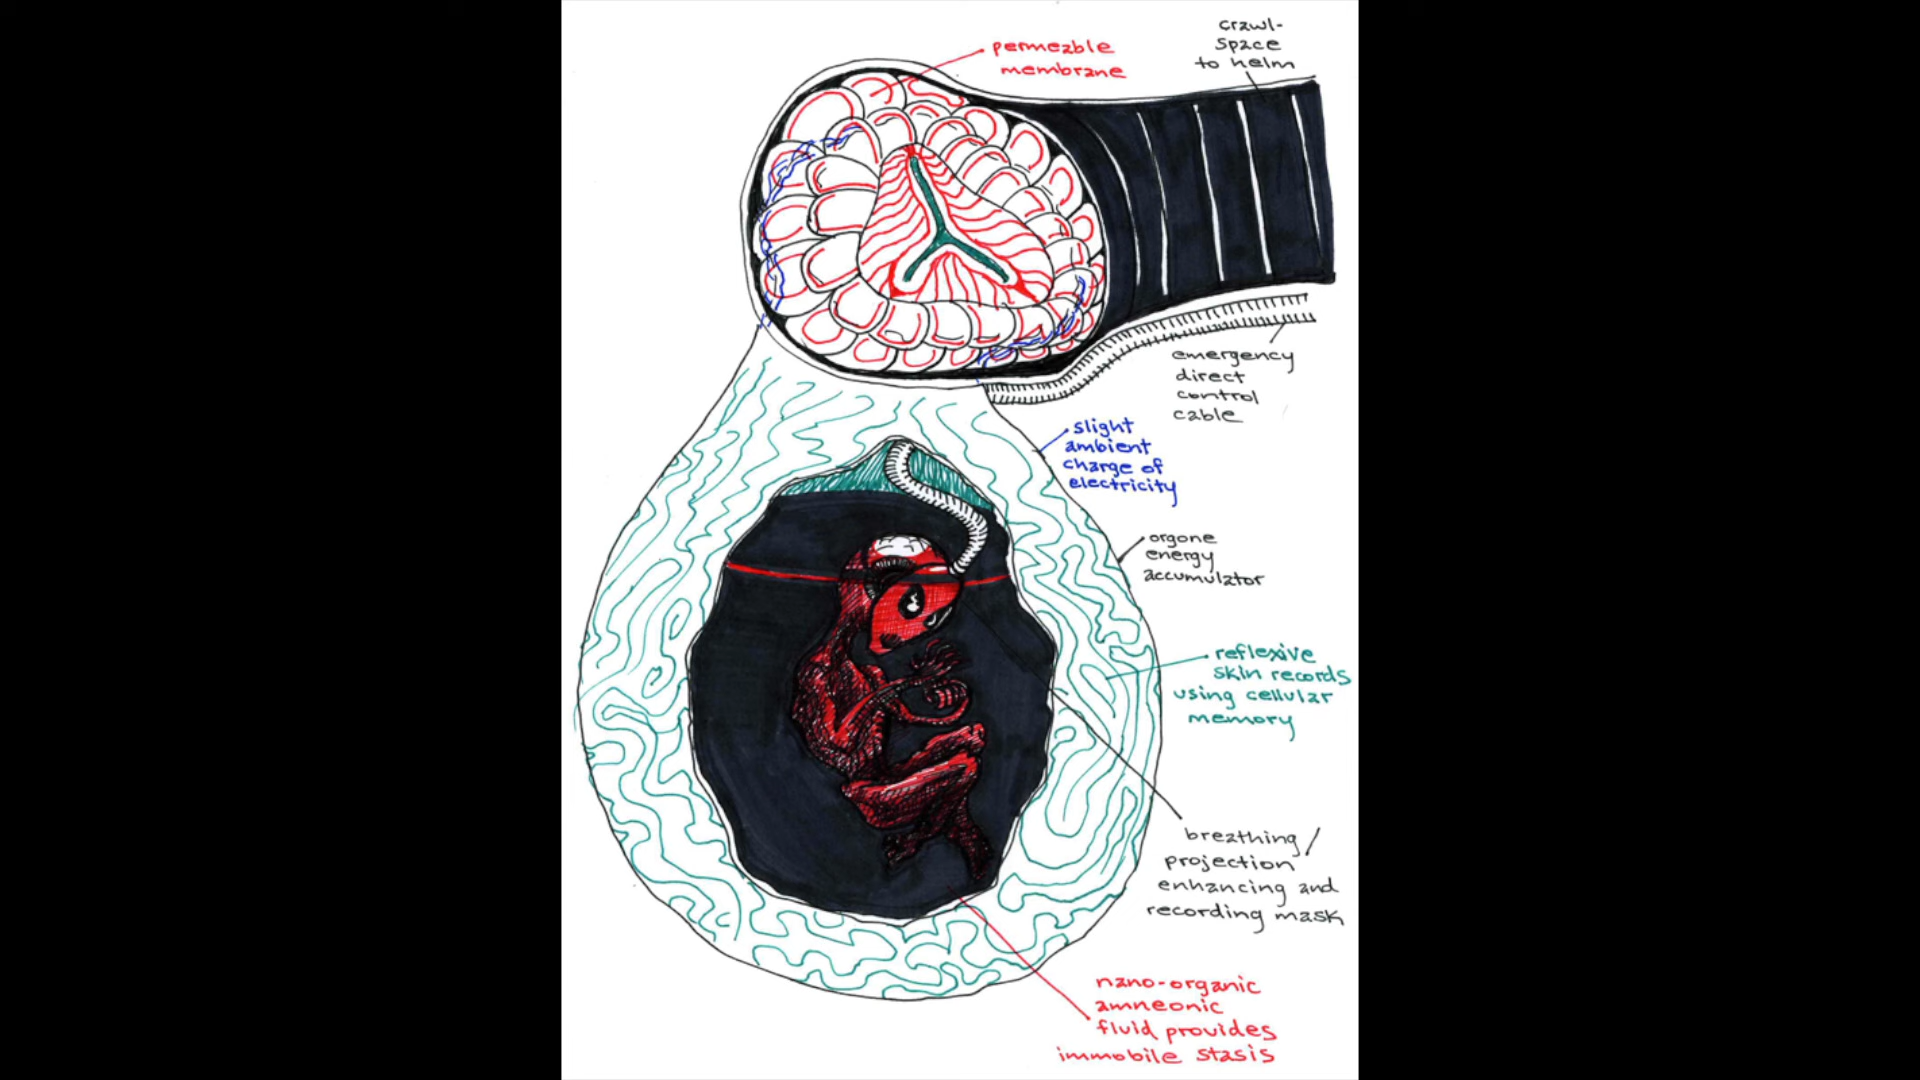 crawl-
space
to helm
permeable
membrane
emergency
direct
control
cable
slight
ambient
charge of
electricity
orgone
energy
accumulator
reflexive
skin records
using cellular
memory
breathing/
projection
enhancing and
recording mask
nano-organic
amneonic
fluid provides
immobile stasis